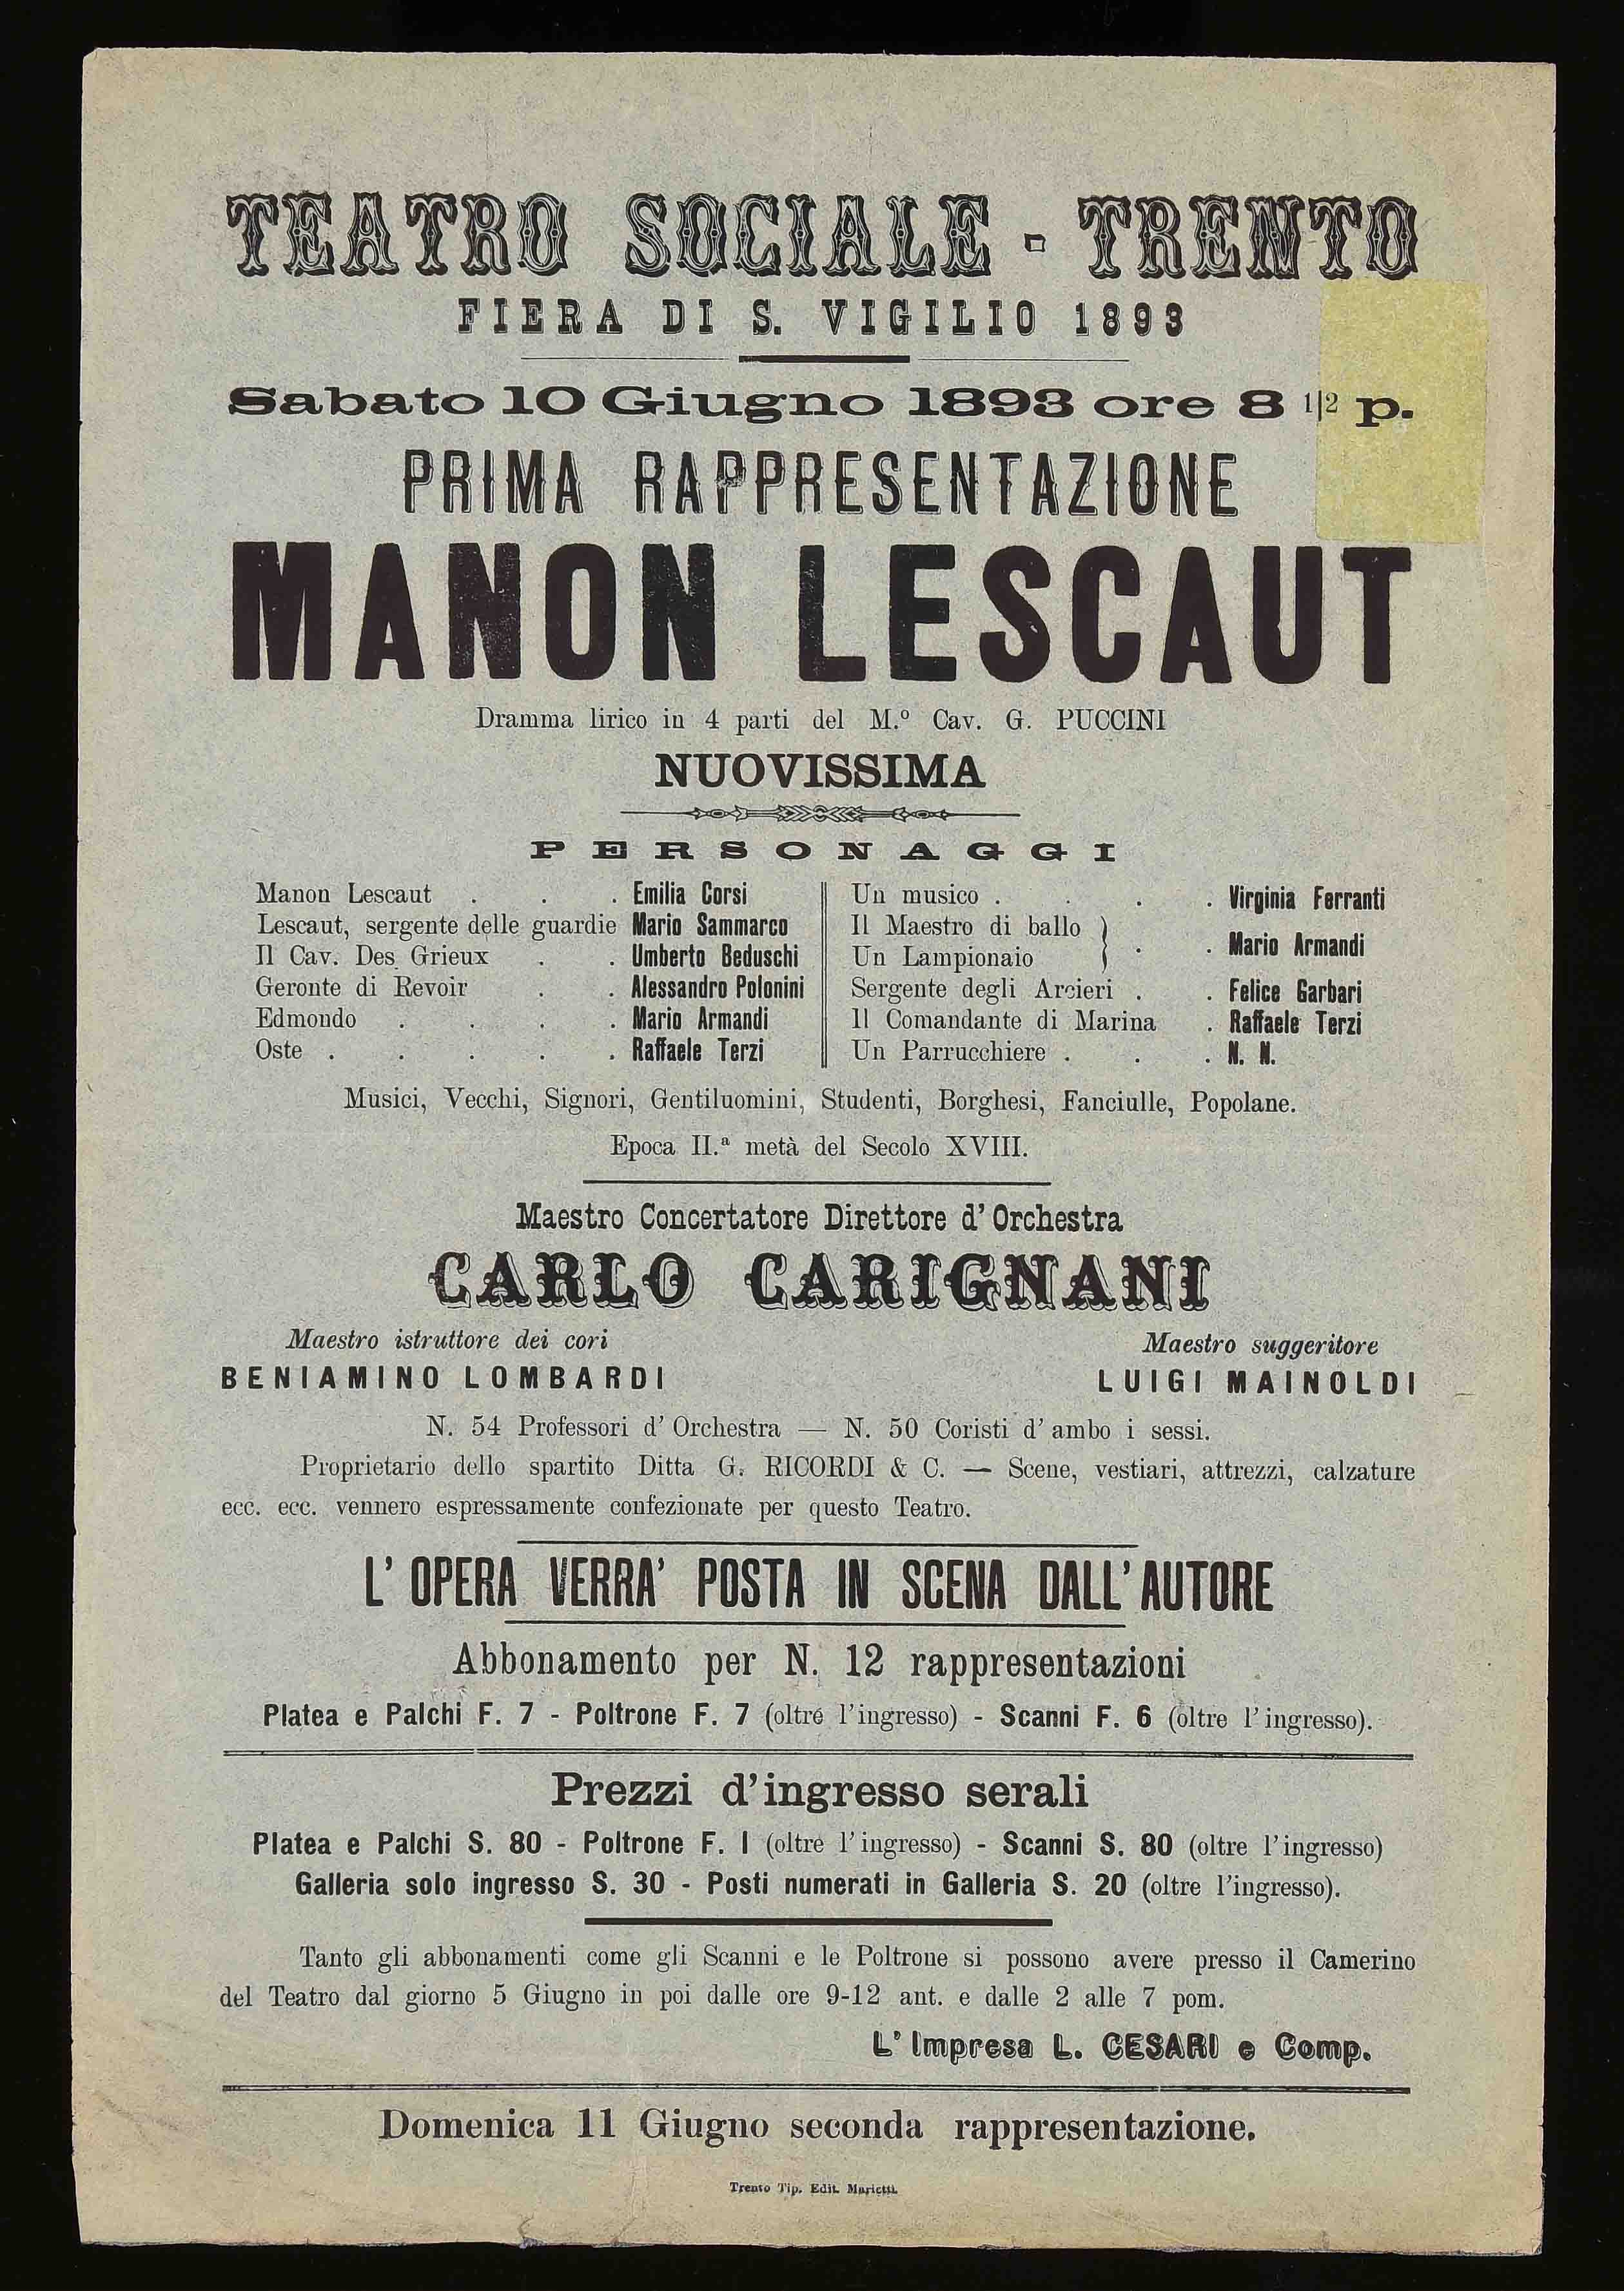 TEATRO SOCIALE - TRENTO
FIERA DI S. VIGILIO 1893
Sabato 10 Giugno 1893 ore 8 1|2 p.
PRIMA RAPPRESENTAZIONE
MANON LESCAUT
Dramma lirico in 4 parti del M.º Cav. G. PUCCINI
NUOVISSIMA
PERSONAGGI
Manon Lescaut . . . Emilia Corsi
Lescaut, sergente delle guardie Mario Sammarco
Il Cav. Des Grieux . . Umberto Beduschi
Geronte di Revoir . . Alessandro Polonini
Edmondo . . . . Mario Armandi
Oste . . . . . Raffaele Terzi
Un musico . . . . Virginia Ferranti
Il Maestro di ballo }
Un Lampionaio } . . Mario Armandi
Sergente degli Arcieri . . Felice Garbari
Il Comandante di Marina . Raffaele Terzi
Un Parrucchiere . . . N. N.
Musici, Vecchi, Signori, Gentiluomini, Studenti, Borghesi, Fanciulle, Popolane.
Epoca II.ª metà del Secolo XVIII.
Maestro Concertatore Direttore d' Orchestra
CARLO CARIGNANI
Maestro istruttore dei cori
BENIAMINO LOMBARDI
Maestro suggeritore
LUIGI MAINOLDI
N. 54 Professori d' Orchestra — N. 50 Coristi d' ambo i sessi.
Proprietario dello spartito Ditta G. RICORDI & C. — Scene, vestiari, attrezzi, calzature
ecc. ecc. vennero espressamente confezionate per questo Teatro.
L' OPERA VERRA' POSTA IN SCENA DALL' AUTORE
Abbonamento per N. 12 rappresentazioni
Platea e Palchi F. 7 - Poltrone F. 7 (oltre l'ingresso) - Scanni F. 6 (oltre l'ingresso).
Prezzi d'ingresso serali
Platea e Palchi S. 80 - Poltrone F. 1 (oltre l'ingresso) - Scanni S. 80 (oltre l'ingresso)
Galleria solo ingresso S. 30 - Posti numerati in Galleria S. 20 (oltre l'ingresso).
Tanto gli abbonamenti come gli Scanni e le Poltrone si possono avere presso il Camerino
del Teatro dal giorno 5 Giugno in poi dalle ore 9-12 ant. e dalle 2 alle 7 pom.
L' Impresa L. CESARI e Comp.
Domenica 11 Giugno seconda rappresentazione.
Trento Tip. Edit. Marietti.